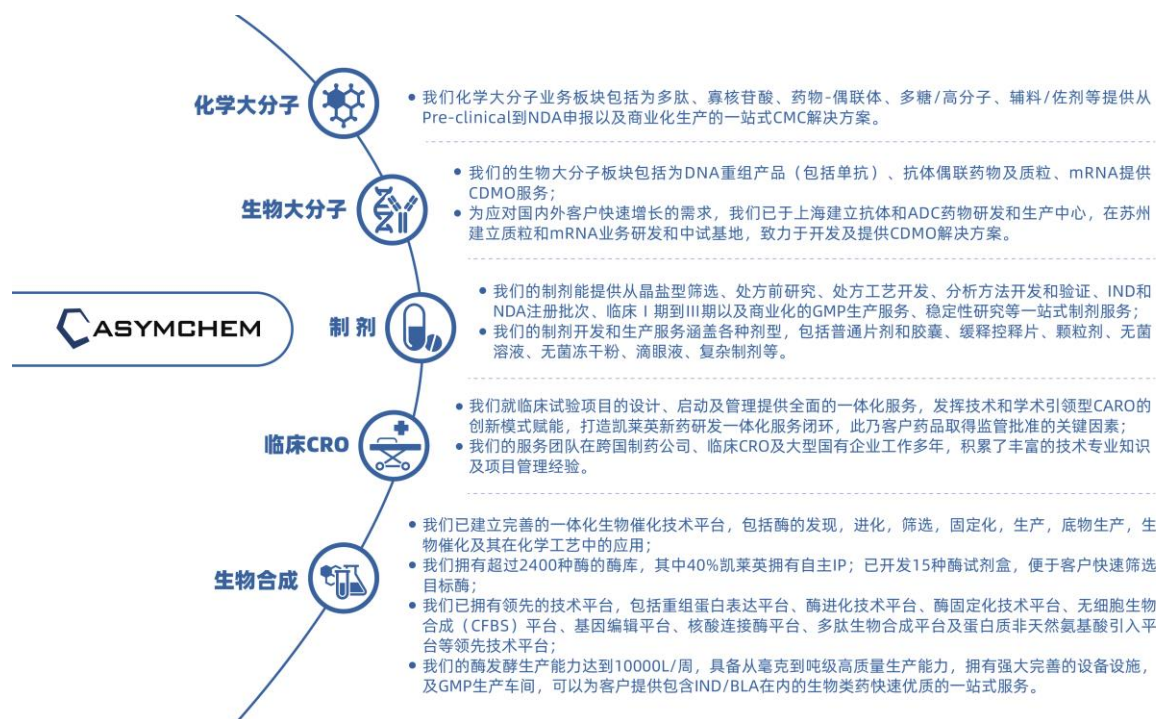 化学大分子
• 我们化学大分子业务板块包括为多肽、寡核苷酸、药物-偶联体、多糖/高分子、辅料/佐剂等提供从
Pre-clinical到NDA申报以及商业化生产的一站式CMC解决方案。
生物大分子
• 我们的生物大分子板块包括为DNA重组产品（包括单抗）、抗体偶联药物及质粒、mRNA提供
CDMO服务；
• 为应对国内外客户快速增长的需求，我们已于上海建立抗体和ADC药物研发和生产中心，在苏州
建立质粒和mRNA业务研发和中试基地，致力于开发及提供CDMO解决方案。
ASYMCHEM
制剂
• 我们的制剂能提供从晶盐型筛选、处方前研究、处方工艺开发、分析方法开发和验证、IND和
NDA注册批次、临床Ⅰ期到III期以及商业化的GMP生产服务、稳定性研究等一站式制剂服务；
• 我们的制剂开发和生产服务涵盖各种剂型，包括普通片剂和胶囊、缓释控释片、颗粒剂、无菌
溶液、无菌冻干粉、滴眼液、复杂制剂等。
临床CRO
• 我们就临床试验项目的设计、启动及管理提供全面的一体化服务，发挥技术和学术引领型CARO的
创新模式赋能，打造凯莱英新药研发一体化服务闭环，此乃客户药品取得监管批准的关键因素；
• 我们的服务团队在跨国制药公司、临床CRO及大型国有企业工作多年，积累了丰富的技术专业知识
及项目管理经验。
生物合成
• 我们已建立完善的一体化生物催化技术平台，包括酶的发现，进化，筛选，固定化，生产，底物生产，生
物催化及其在化学工艺中的应用；
• 我们拥有超过2400种酶的酶库，其中40%凯莱英拥有自主IP；已开发15种酶试剂盒，便于客户快速筛选
目标酶；
• 我们已拥有领先的技术平台，包括重组蛋白表达平台、酶进化技术平台、酶固定化技术平台、无细胞生物
合成（CFBS）平台、基因编辑平台、核酸连接酶平台、多肽生物合成平台及蛋白质非天然氨基酸引入平
台等领先技术平台；
• 我们的酶发酵生产能力达到10000L/周，具备从毫克到吨级高质量生产能力，拥有强大完善的设备设施，
及GMP生产车间，可以为客户提供包含IND/BLA在内的生物类药快速优质的一站式服务。